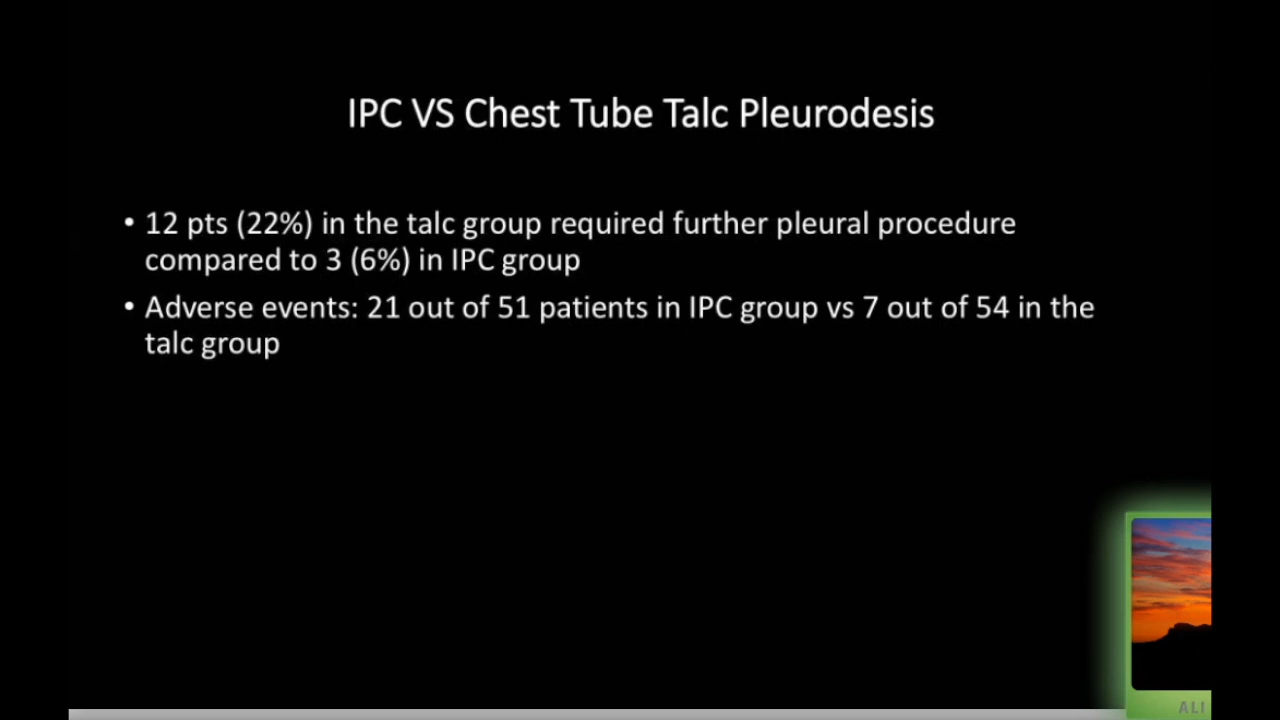 IPC VS Chest Tube Talc Pleurodesis
• 12 pts (22%) in the talc group required further pleural procedure
compared to 3 (6%) in IPC group
• Adverse events: 21 out of 51 patients in IPC group vs 7 out of 54 in the
talc group
ALI